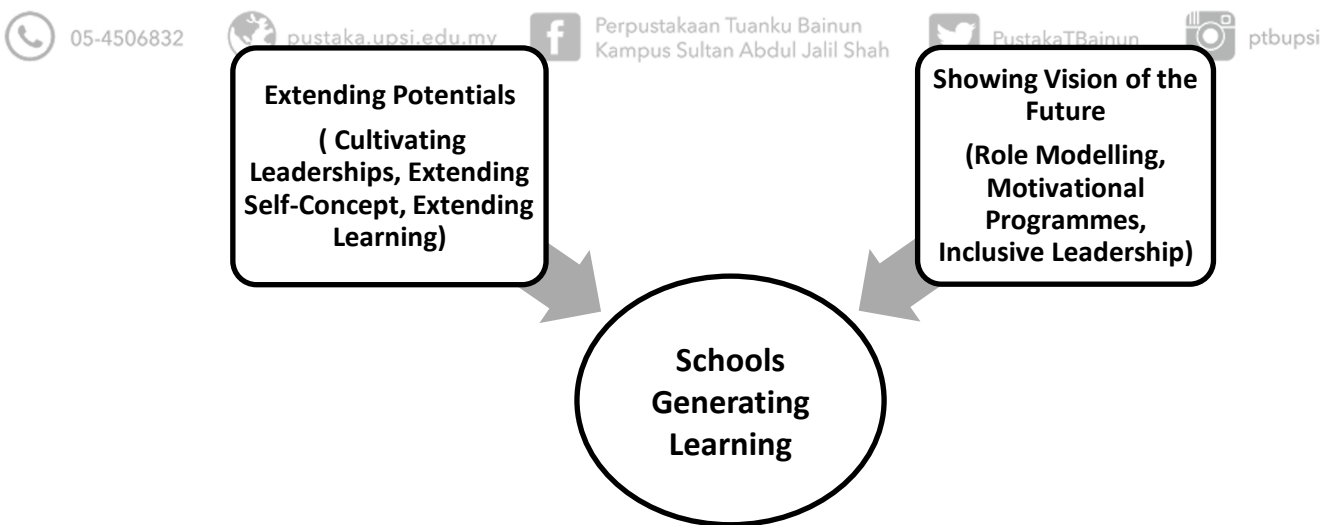 05-4506832
pustaka.upsi.edu.my
Perpustakaan Tuanku Bainun
Kampus Sultan Abdul Jalil Shah
PustakaTBainun
ptbupsi
Extending Potentials
( Cultivating
Leaderships, Extending
Self-Concept, Extending
Learning)
Showing Vision of the
Future
(Role Modelling,
Motivational
Programmes,
Inclusive Leadership)
Schools
Generating
Learning